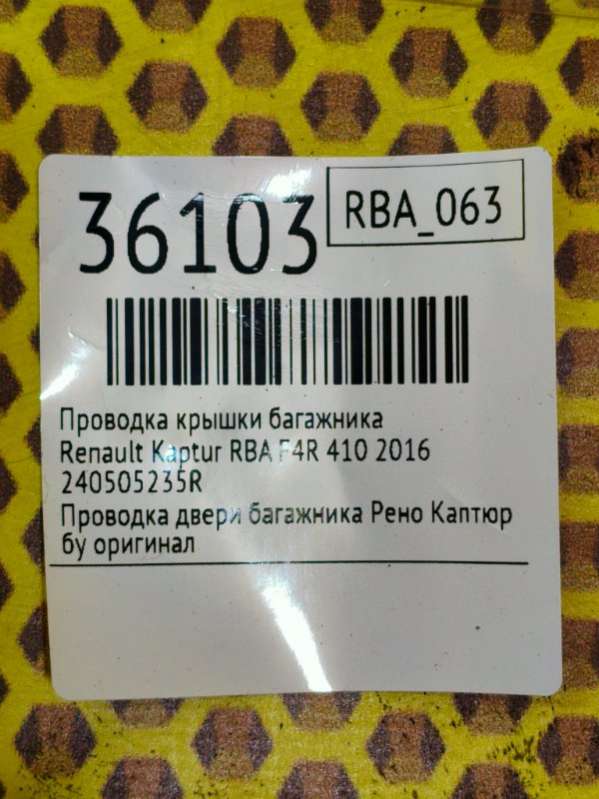 36103
RBA_063
Проводка крышки багажника
Renault Kaptur RBA F4R 410 2016
240505235R
Проводка двери багажника Рено Каптюр
бу оригинал